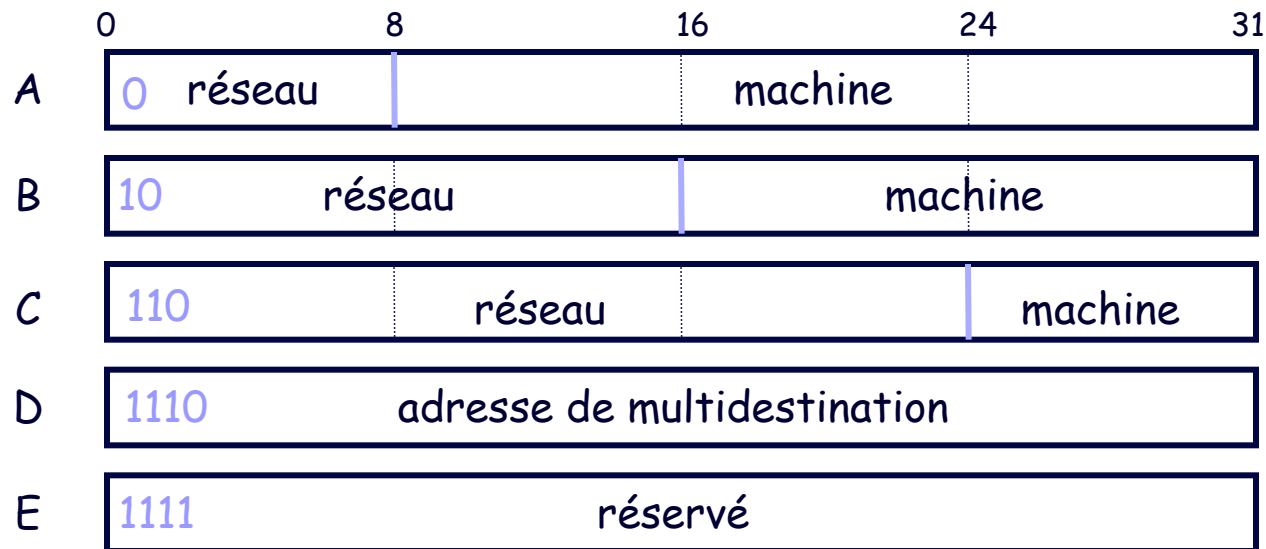 0 8 16 24 31
A 0 réseau machine
B 10 réseau machine
C 110 réseau machine
D 1110 adresse de multidestination
E 1111 réservé